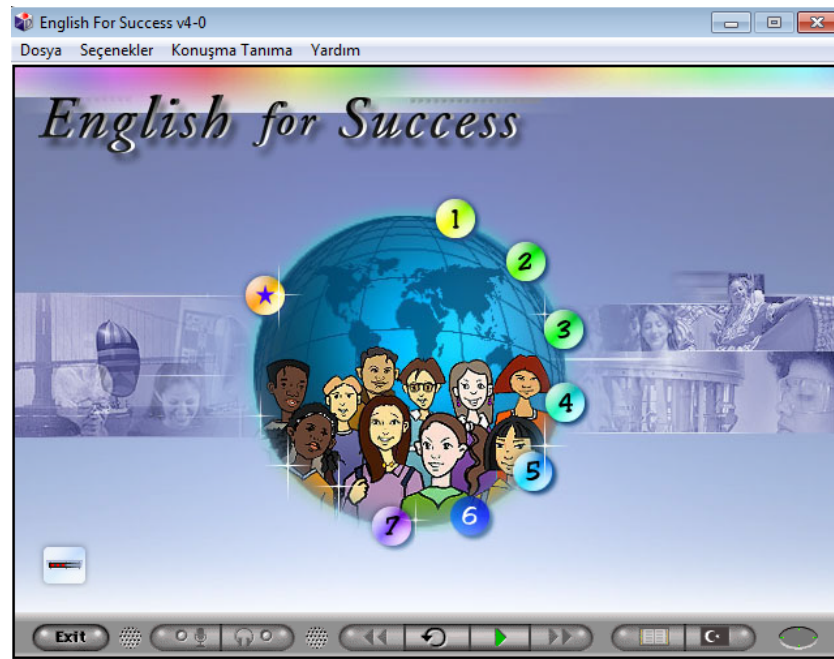 English For Success v4-0
Dosya Seçenekler Konuşma Tanıma Yardım
English for Success
1
2
3
4
5
6
7
Exit